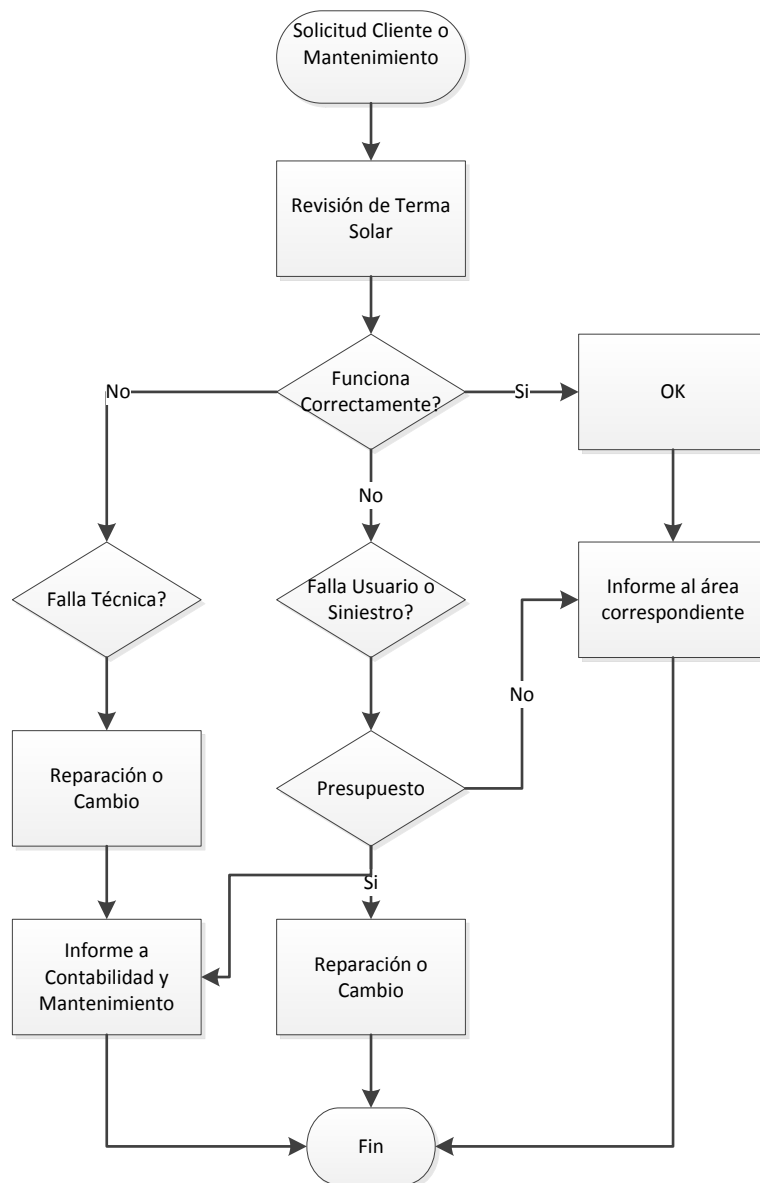 Solicitud Cliente o
Mantenimiento
Revisión de Terma
Solar
Funciona
Correctamente?
No
Si
OK
No
Falla Técnica?
Falla Usuario o
Siniestro?
Informe al área
correspondiente
No
Reparación o
Cambio
Presupuesto
Si
Informe a
Contabilidad y
Mantenimiento
Reparación o
Cambio
Fin